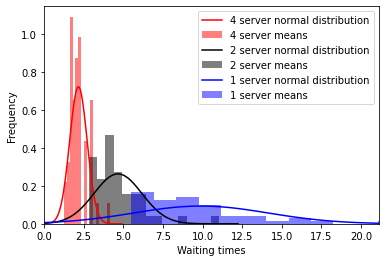 4 server normal distribution
4 server means
2 server normal distribution
2 server means
1 server normal distribution
1 server means
Frequency
1.0
0.8
0.6
0.4
0.2
0.0
0.0 2.5 5.0 7.5 10.0 12.5 15.0 17.5 20.0
Waiting times